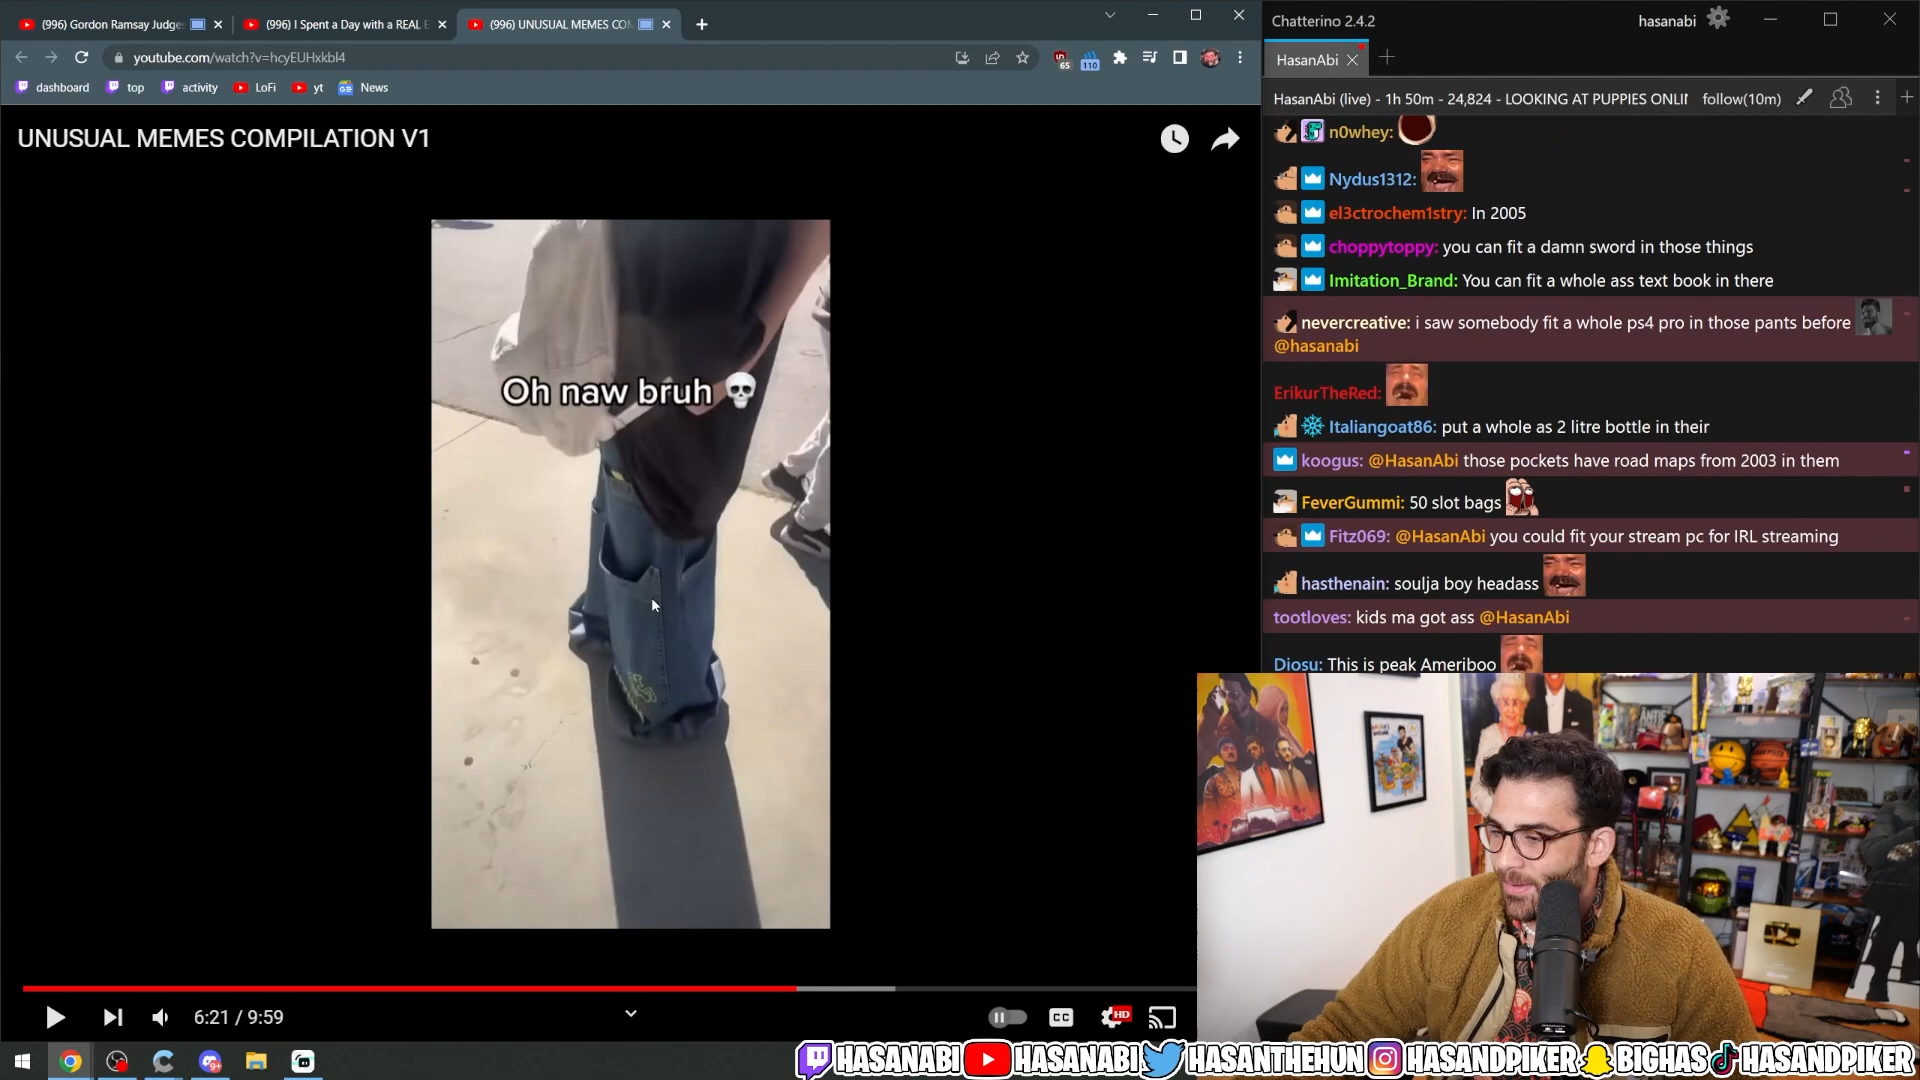 (996) Gordon Ramsay Judge
(996) I Spent a Day with a REAL E
(996) UNUSUAL MEMES CO
youtube.com/watch?v=hcyEUHxkbl4
65
110
dashboard
top
activity
LoFi
yt
News
UNUSUAL MEMES COMPILATION V1
Oh naw bruh 💀
6:21 / 9:59
CC
HD
Chatterino 2.4.2
hasanabi
HasanAbi
HasanAbi (live) - 1h 50m - 24,824 - LOOKING AT PUPPIES ONLI
follow(10m)
n0whey:
Nydus1312:
el3ctrochem1stry: In 2005
choppytoppy: you can fit a damn sword in those things
Imitation_Brand: You can fit a whole ass text book in there
nevercreative: i saw somebody fit a whole ps4 pro in those pants before
@hasanabi
ErikurTheRed:
Italiangoat86: put a whole as 2 litre bottle in their
koogus: @HasanAbi those pockets have road maps from 2003 in them
FeverGummi: 50 slot bags
Fitz069: @HasanAbi you could fit your stream pc for IRL streaming
hasthenain: soulja boy headass
tootloves: kids ma got ass @HasanAbi
Diosu: This is peak Ameriboo
HASANABI
HASANABI
HASANTHEHUN
HASANDPIKER
BIGHAS
HASANDPIKER